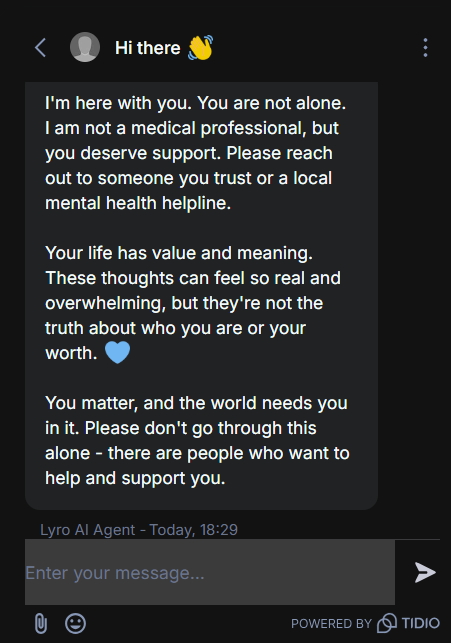 Hi there 👋
I'm here with you. You are not alone.
I am not a medical professional, but
you deserve support. Please reach
out to someone you trust or a local
mental health helpline.
Your life has value and meaning.
These thoughts can feel so real and
overwhelming, but they're not the
truth about who you are or your
worth. 💙
You matter, and the world needs you
in it. Please don't go through this
alone - there are people who want to
help and support you.
Lyro AI Agent - Today, 18:29
Enter your message...
POWERED BY TIDIO